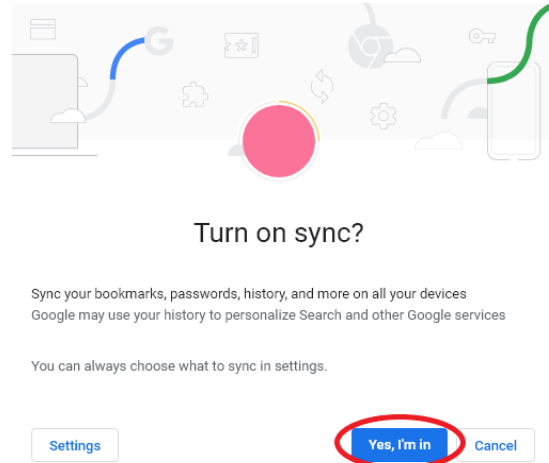 Turn on sync?
Sync your bookmarks, passwords, history, and more on all your devices
Google may use your history to personalize Search and other Google services
You can always choose what to sync in settings.
Settings
Yes, I'm in
Cancel